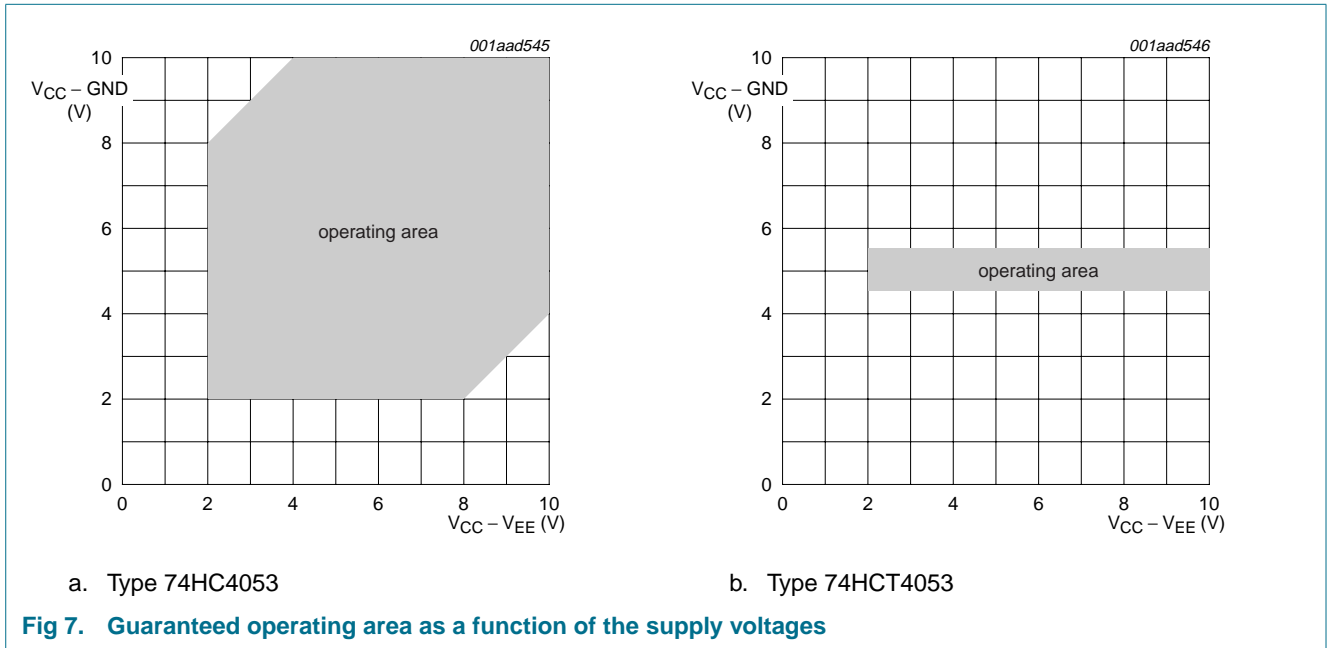 001aad545
10
VCC – GND
(V)
8
6
operating area
4
2
0
0 2 4 6 8 10
VCC – VEE (V)
a. Type 74HC4053
001aad546
10
VCC – GND
(V)
8
6
operating area
4
2
0
0 2 4 6 8 10
VCC – VEE (V)
b. Type 74HCT4053
Fig 7. Guaranteed operating area as a function of the supply voltages